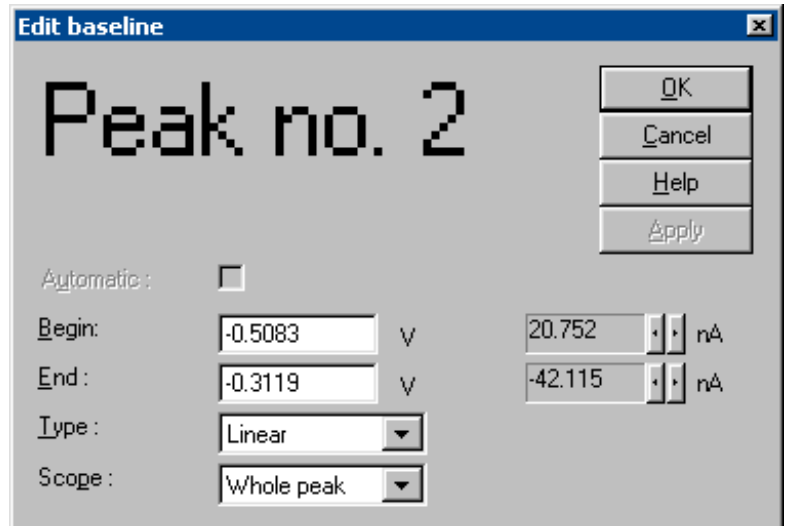 Edit baseline
Peak no. 2
OK
Cancel
Help
Apply
Automatic :
Begin: -0.5083 V 20.752 nA
End : -0.3119 V -42.115 nA
Type : Linear
Scope : Whole peak